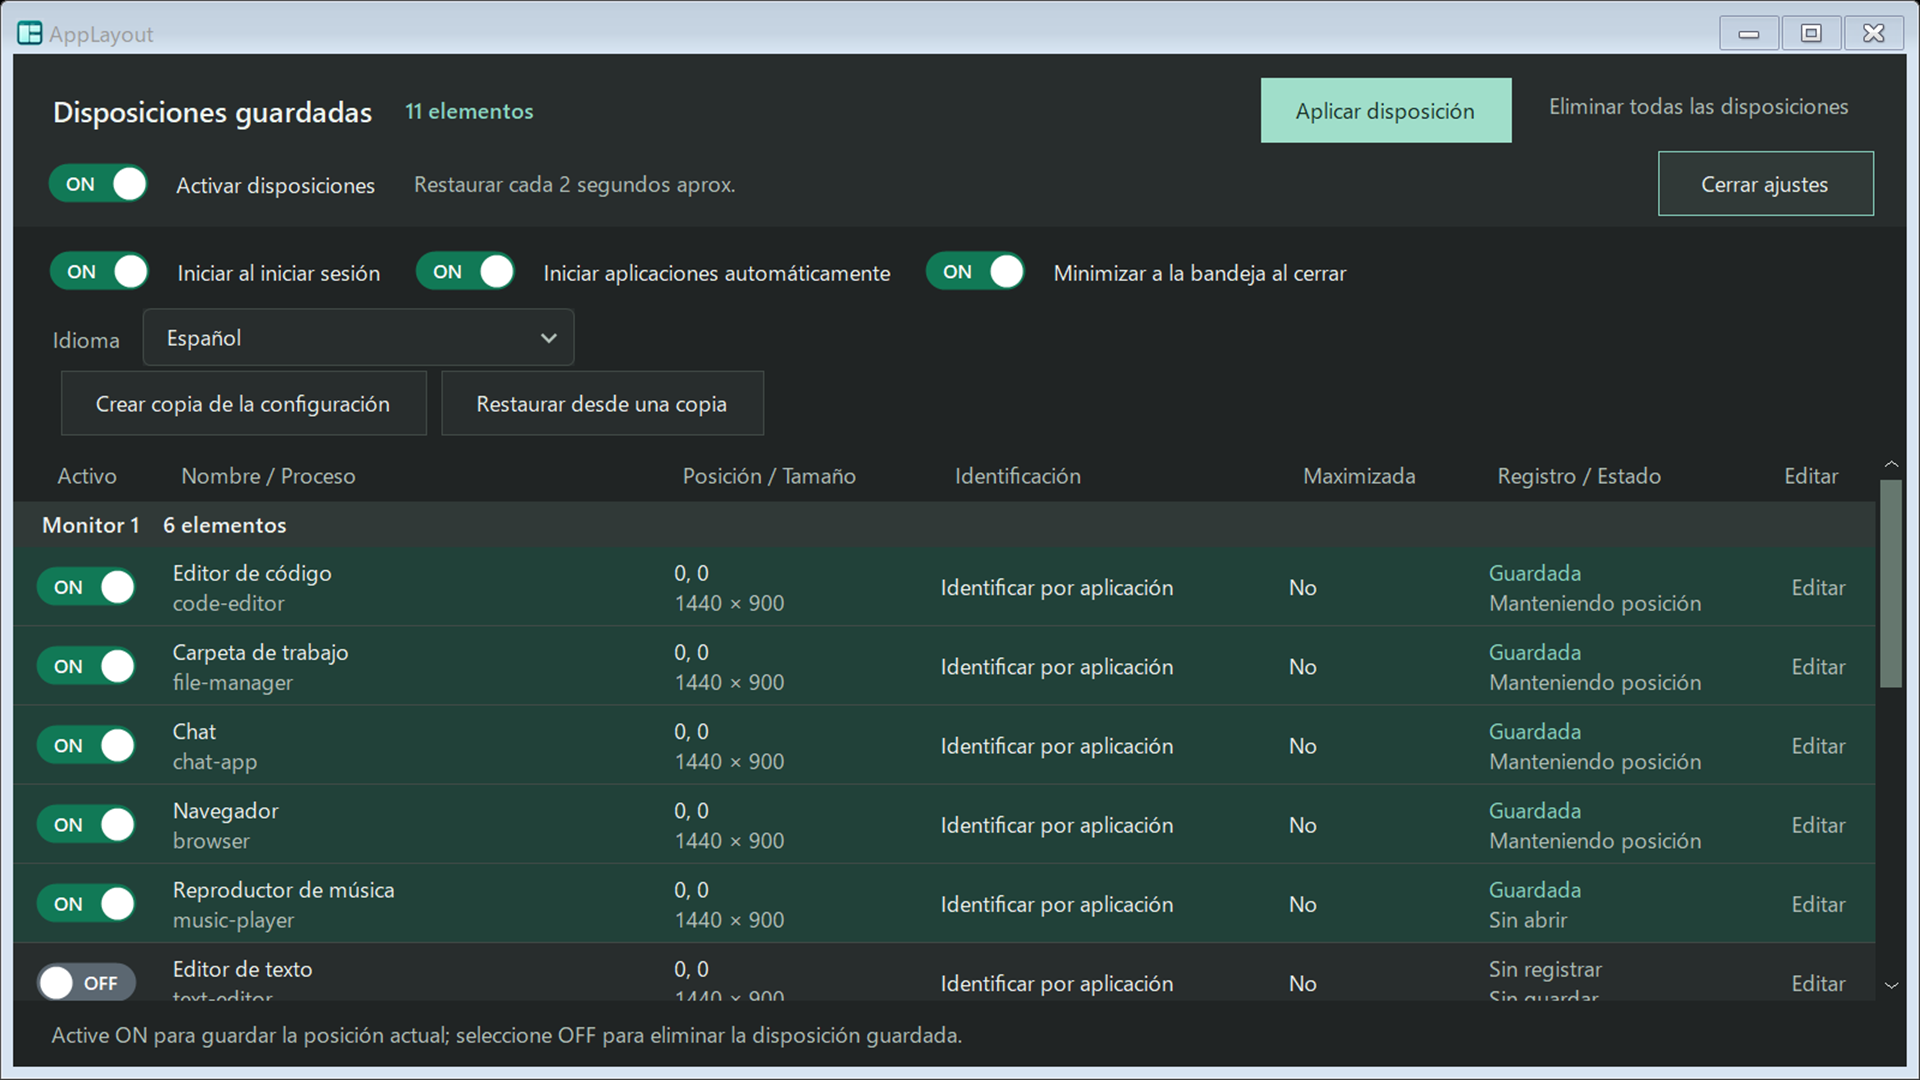 AppLayout
Disposiciones guardadas 11 elementos
Aplicar disposición
Eliminar todas las disposiciones
ON Activar disposiciones Restaurar cada 2 segundos aprox.
Cerrar ajustes
ON Iniciar al iniciar sesión ON Iniciar aplicaciones automáticamente ON Minimizar a la bandeja al cerrar
Idioma Español
Crear copia de la configuración Restaurar desde una copia
Activo Nombre / Proceso Posición / Tamaño Identificación Maximizada Registro / Estado Editar
Monitor 1 6 elementos
ON Editor de código 0, 0 Identificar por aplicación No Guardada Editar
code-editor 1440 × 900 Manteniendo posición
ON Carpeta de trabajo 0, 0 Identificar por aplicación No Guardada Editar
file-manager 1440 × 900 Manteniendo posición
ON Chat 0, 0 Identificar por aplicación No Guardada Editar
chat-app 1440 × 900 Manteniendo posición
ON Navegador 0, 0 Identificar por aplicación No Guardada Editar
browser 1440 × 900 Manteniendo posición
ON Reproductor de música 0, 0 Identificar por aplicación No Guardada Editar
music-player 1440 × 900 Sin abrir
OFF Editor de texto 0, 0 Identificar por aplicación No Sin registrar Editar
text-editor 1440 × 900 Sin guardar
Active ON para guardar la posición actual; seleccione OFF para eliminar la disposición guardada.